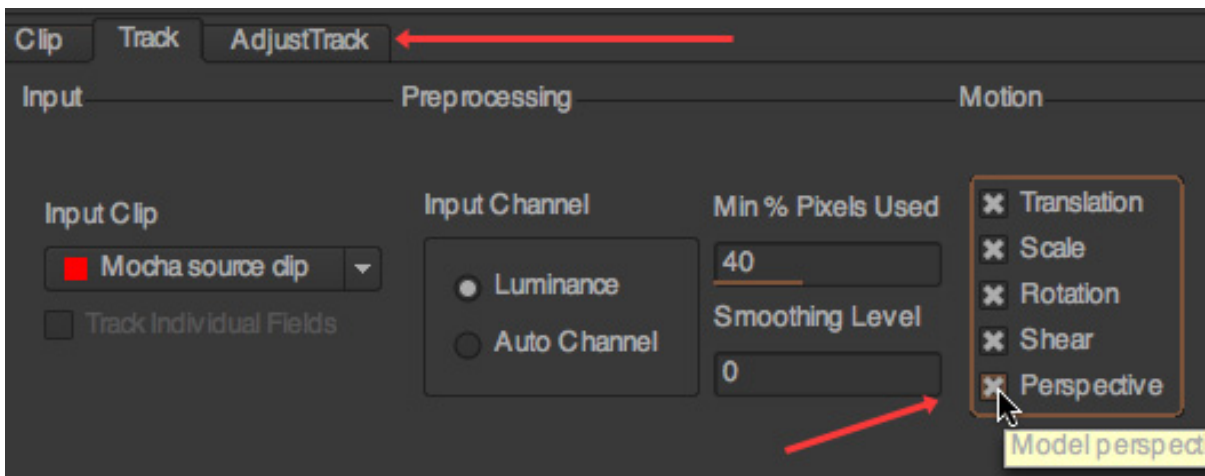 Clip Track AdjustTrack
Input Preprocessing Motion
Input Clip
Mocha source clip
Track Individual Fields
Input Channel
Luminance
Auto Channel
Min % Pixels Used
40
Smoothing Level
0
Translation
Scale
Rotation
Shear
Perspective
Model perspect